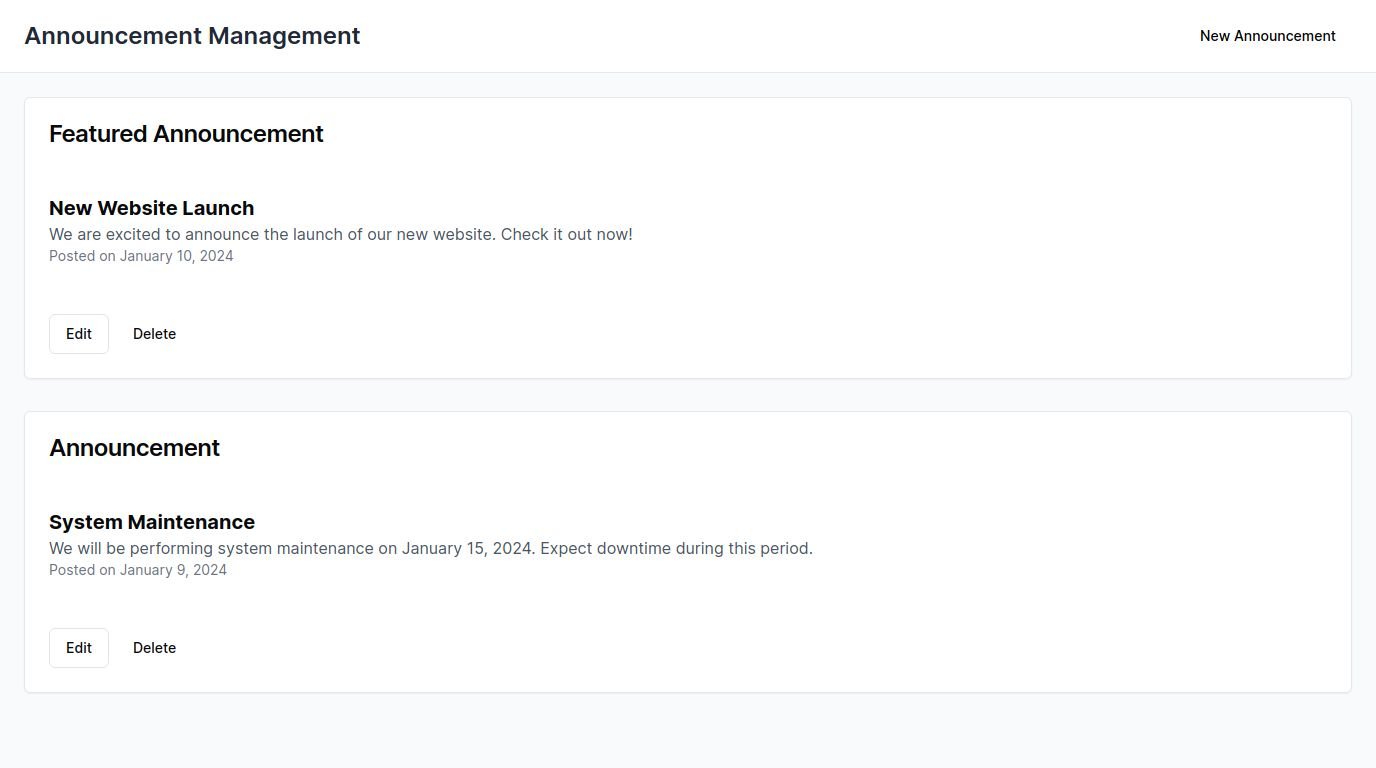 Announcement Management
New Announcement
Featured Announcement
New Website Launch
We are excited to announce the launch of our new website. Check it out now!
Posted on January 10, 2024
Edit
Delete
Announcement
System Maintenance
We will be performing system maintenance on January 15, 2024. Expect downtime during this period.
Posted on January 9, 2024
Edit
Delete